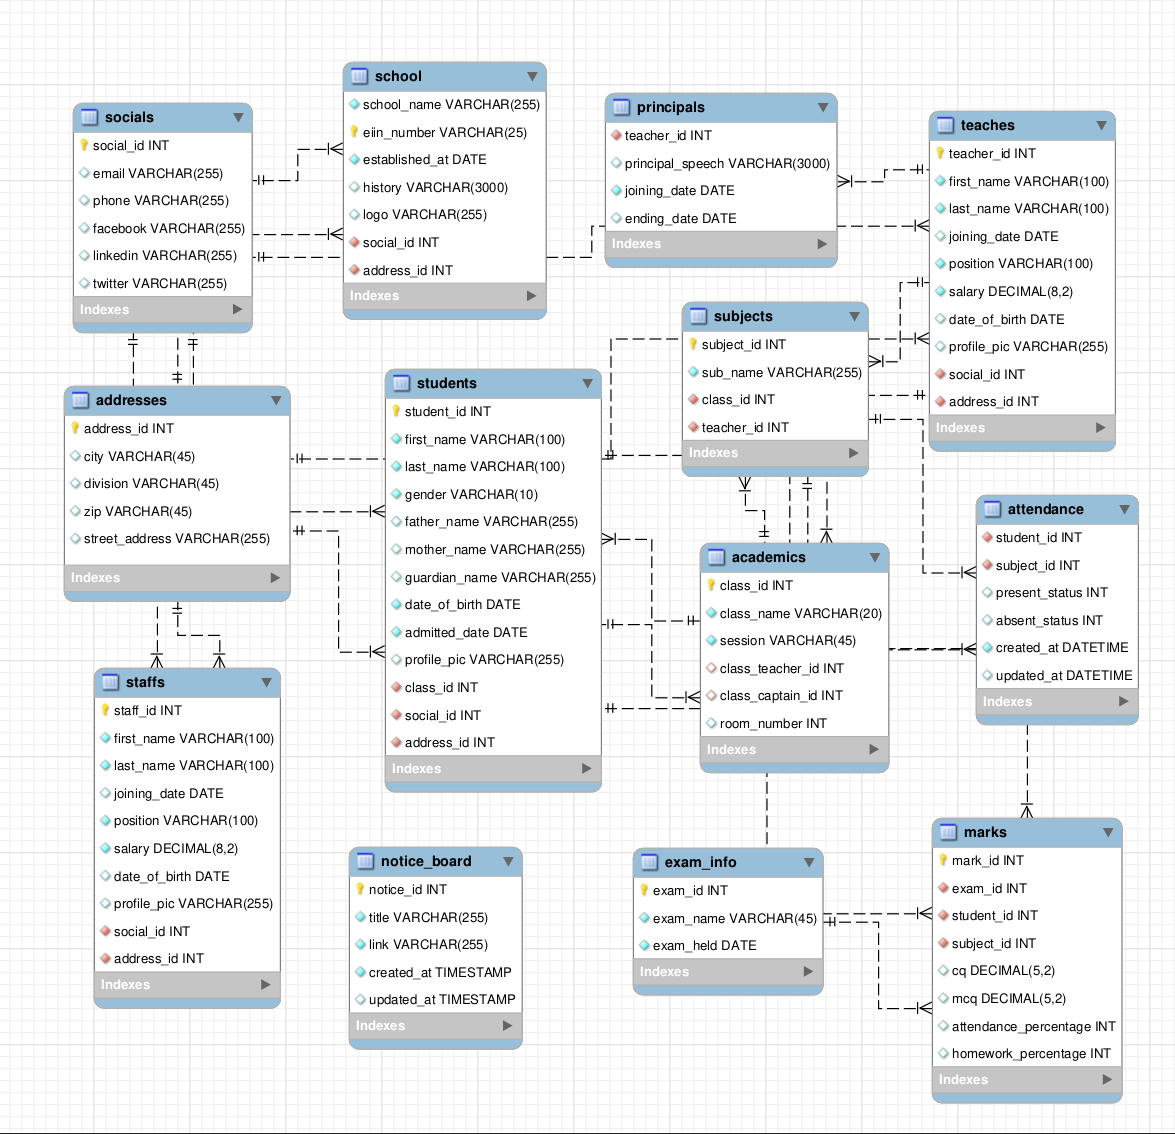 school
school_name VARCHAR(255)
eiin_number VARCHAR(25)
established_at DATE
history VARCHAR(3000)
logo VARCHAR(255)
social_id INT
address_id INT
Indexes
socials
social_id INT
email VARCHAR(255)
phone VARCHAR(255)
facebook VARCHAR(255)
linkedin VARCHAR(255)
twitter VARCHAR(255)
Indexes
principals
teacher_id INT
principal_speech VARCHAR(3000)
joining_date DATE
ending_date DATE
Indexes
teaches
teacher_id INT
first_name VARCHAR(100)
last_name VARCHAR(100)
joining_date DATE
position VARCHAR(100)
salary DECIMAL(8,2)
date_of_birth DATE
profile_pic VARCHAR(255)
social_id INT
address_id INT
Indexes
subjects
subject_id INT
sub_name VARCHAR(255)
class_id INT
teacher_id INT
Indexes
addresses
address_id INT
city VARCHAR(45)
division VARCHAR(45)
zip VARCHAR(45)
street_address VARCHAR(255)
Indexes
students
student_id INT
first_name VARCHAR(100)
last_name VARCHAR(100)
gender VARCHAR(10)
father_name VARCHAR(255)
mother_name VARCHAR(255)
guardian_name VARCHAR(255)
date_of_birth DATE
admitted_date DATE
profile_pic VARCHAR(255)
class_id INT
social_id INT
address_id INT
Indexes
attendance
student_id INT
subject_id INT
present_status INT
absent_status INT
created_at DATETIME
updated_at DATETIME
Indexes
academics
class_id INT
class_name VARCHAR(20)
session VARCHAR(45)
class_teacher_id INT
class_captain_id INT
room_number INT
Indexes
staffs
staff_id INT
first_name VARCHAR(100)
last_name VARCHAR(100)
joining_date DATE
position VARCHAR(100)
salary DECIMAL(8,2)
date_of_birth DATE
profile_pic VARCHAR(255)
social_id INT
address_id INT
Indexes
notice_board
notice_id INT
title VARCHAR(255)
link VARCHAR(255)
created_at TIMESTAMP
updated_at TIMESTAMP
Indexes
exam_info
exam_id INT
exam_name VARCHAR(45)
exam_held DATE
Indexes
marks
mark_id INT
exam_id INT
student_id INT
subject_id INT
cq DECIMAL(5,2)
mcq DECIMAL(5,2)
attendance_percentage INT
homework_percentage INT
Indexes